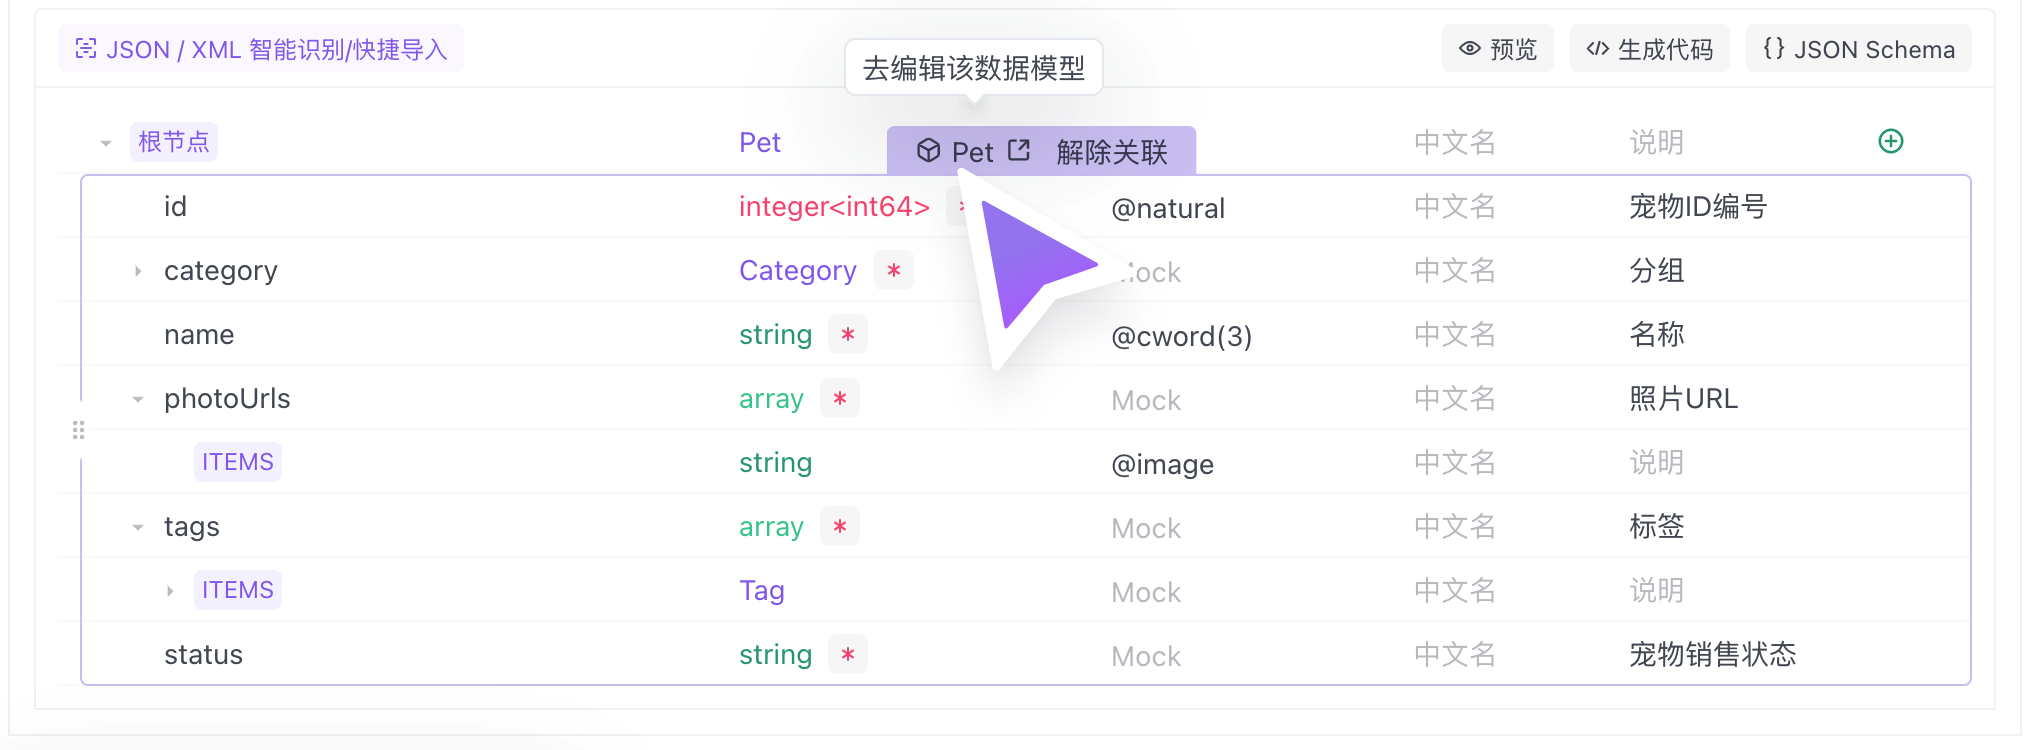 JSON / XML 智能识别/快捷导入 预览 生成代码 JSON Schema
去编辑该数据模型
根节点 Pet Pet 解除关联 中文名 说明
id integer<int64> @natural 中文名 宠物ID编号
category Category * 中文名 分组
name string * @cword(3) 中文名 名称
photoUrls array * Mock 中文名 照片URL
ITEMS string @image 中文名 说明
tags array * Mock 中文名 标签
ITEMS Tag Mock 中文名 说明
status string * Mock 中文名 宠物销售状态